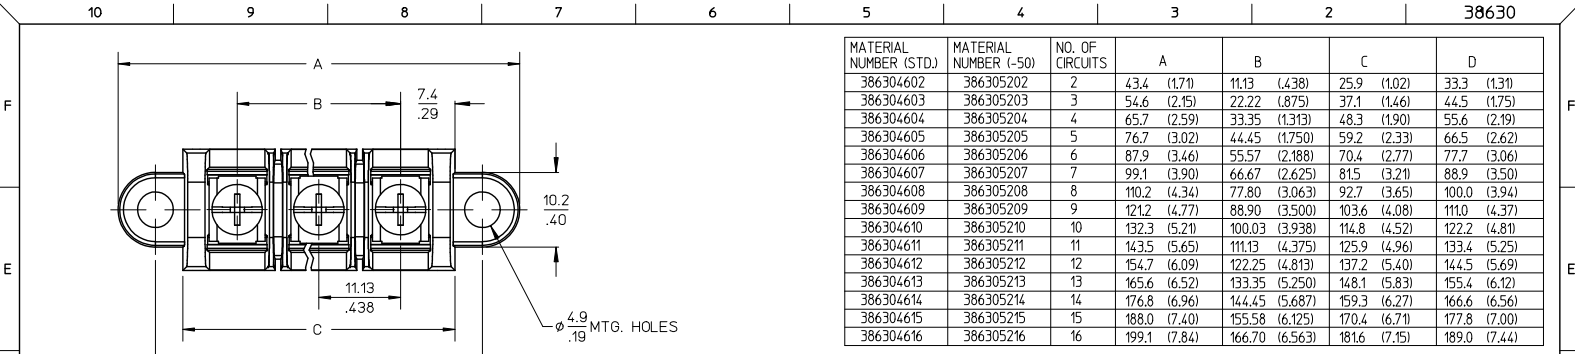 10 9 8 7 6 5 4 3 2 38630
F
E
A
B
7.4
.29
10.2
.40
11.13
.438
C
⌀ 4.9 MTG. HOLES
.19
MATERIAL NUMBER (STD.) MATERIAL NUMBER (-50) NO. OF CIRCUITS A B C D
386304602 386305202 2 43.4 (1.71) 11.13 (.438) 25.9 (1.02) 33.3 (1.31)
386304603 386305203 3 54.6 (2.15) 22.22 (.875) 37.1 (1.46) 44.5 (1.75)
386304604 386305204 4 65.7 (2.59) 33.35 (1.313) 48.3 (1.90) 55.6 (2.19)
386304605 386305205 5 76.7 (3.02) 44.45 (1.750) 59.2 (2.33) 66.5 (2.62)
386304606 386305206 6 87.9 (3.46) 55.57 (2.188) 70.4 (2.77) 77.7 (3.06)
386304607 386305207 7 99.1 (3.90) 66.67 (2.625) 81.5 (3.21) 88.9 (3.50)
386304608 386305208 8 110.2 (4.34) 77.80 (3.063) 92.7 (3.65) 100.0 (3.94)
386304609 386305209 9 121.2 (4.77) 88.90 (3.500) 103.6 (4.08) 111.0 (4.37)
386304610 386305210 10 132.3 (5.21) 100.03 (3.938) 114.8 (4.52) 122.2 (4.81)
386304611 386305211 11 143.5 (5.65) 111.13 (4.375) 125.9 (4.96) 133.4 (5.25)
386304612 386305212 12 154.7 (6.09) 122.25 (4.813) 137.2 (5.40) 144.5 (5.69)
386304613 386305213 13 165.6 (6.52) 133.35 (5.250) 148.1 (5.83) 155.4 (6.12)
386304614 386305214 14 176.8 (6.96) 144.45 (5.687) 159.3 (6.27) 166.6 (6.56)
386304615 386305215 15 188.0 (7.40) 155.58 (6.125) 170.4 (6.71) 177.8 (7.00)
386304616 386305216 16 199.1 (7.84) 166.70 (6.563) 181.6 (7.15) 189.0 (7.44)
F
E